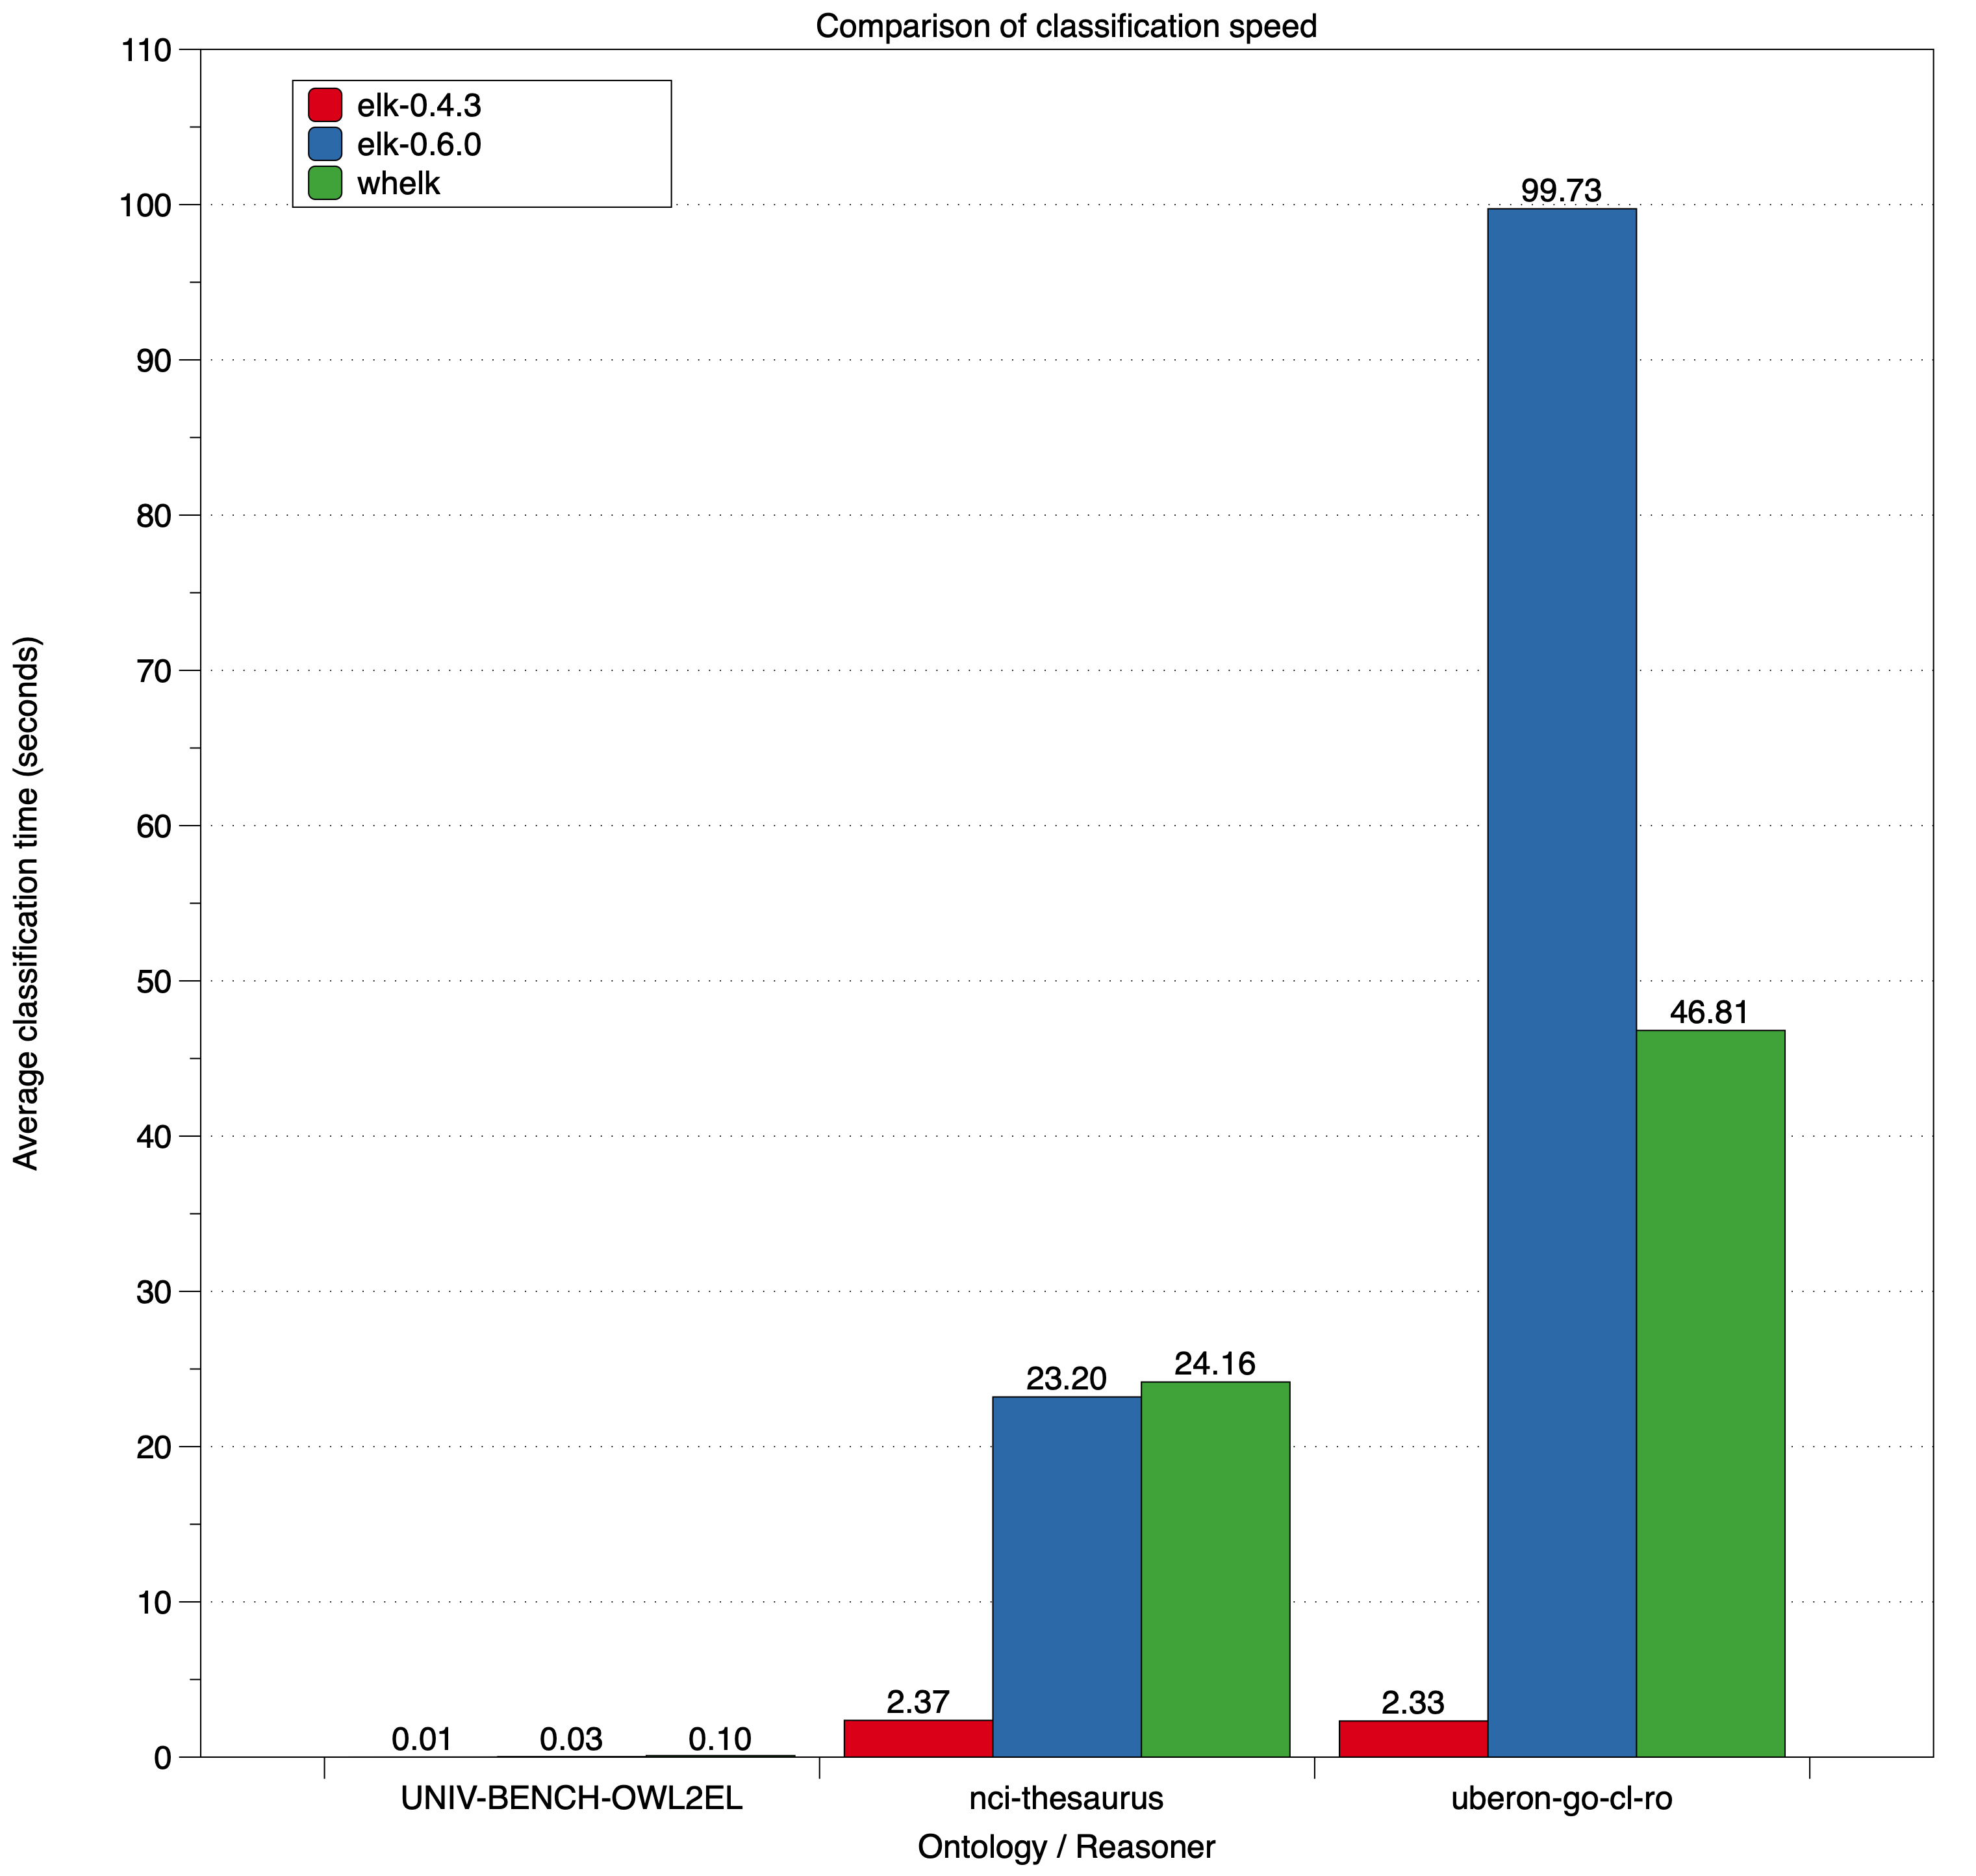 Comparison of classification speed
elk-0.4.3
elk-0.6.0
whelk
110
100
90
80
70
60
50
40
30
20
10
0
Average classification time (seconds)
0.01
0.03
0.10
2.37
23.20
24.16
2.33
99.73
46.81
UNIV-BENCH-OWL2EL
nci-thesaurus
uberon-go-cl-ro
Ontology / Reasoner